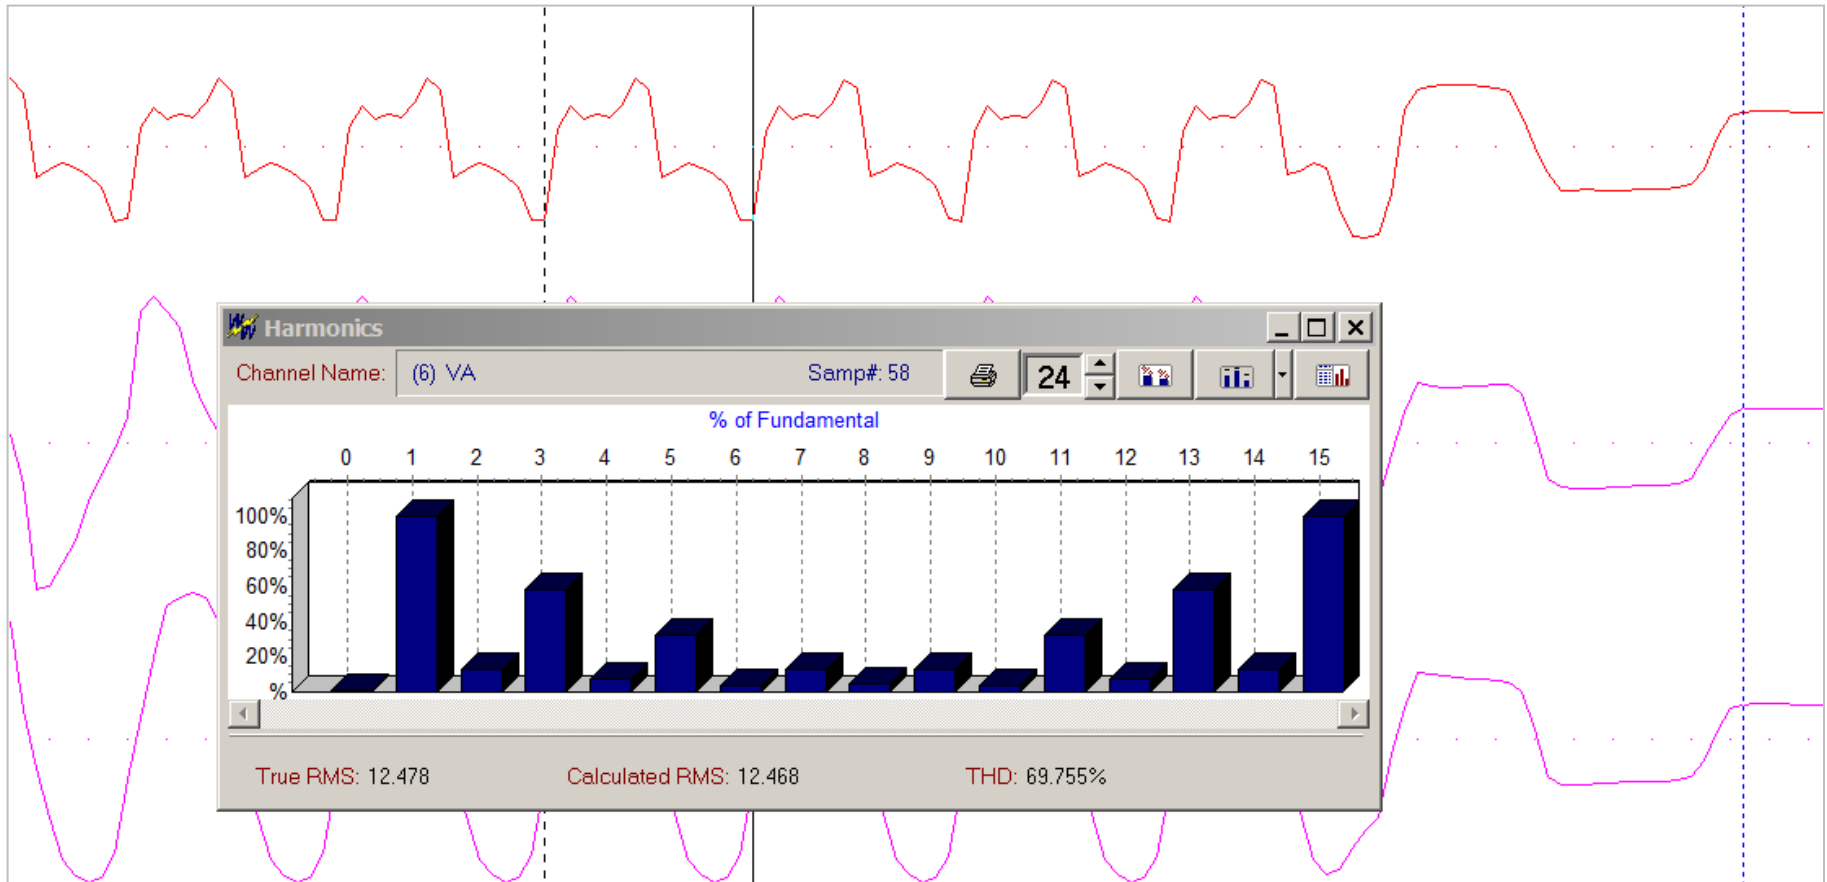 Harmonics
Channel Name: (6) VA Samp#: 58 24
% of Fundamental
0 1 2 3 4 5 6 7 8 9 10 11 12 13 14 15
100%
80%
60%
40%
20%
%
True RMS: 12.478 Calculated RMS: 12.468 THD: 69.755%